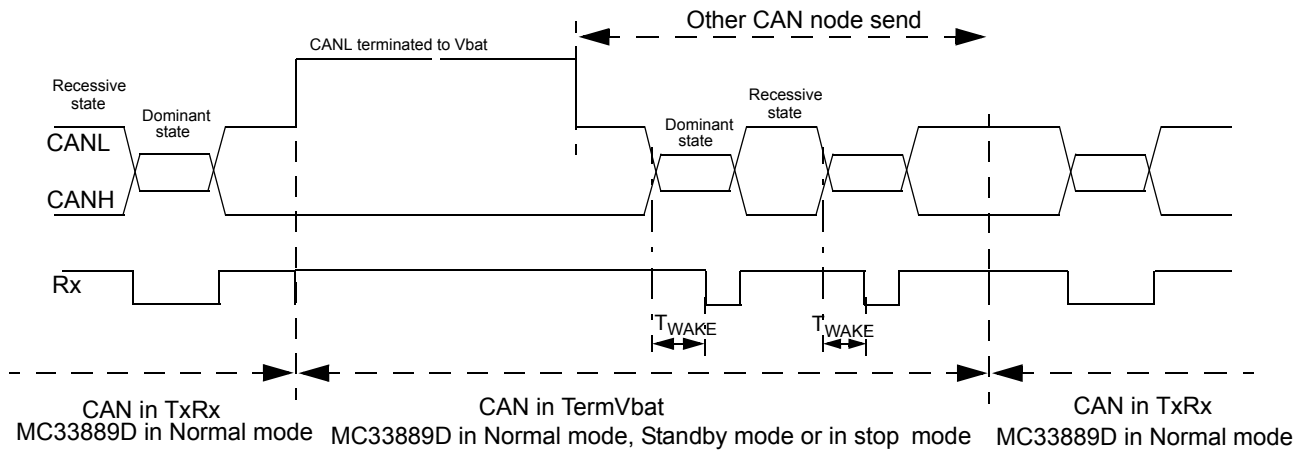 Other CAN node send
CANL terminated to Vbat
Recessive
state
Dominant
state
CANL
CANH
Dominant
state
Recessive
state
Rx
TWAKE
TWAKE
CAN in TxRx
MC33889D in Normal mode
CAN in TermVbat
MC33889D in Normal mode, Standby mode or in stop mode
CAN in TxRx
MC33889D in Normal mode